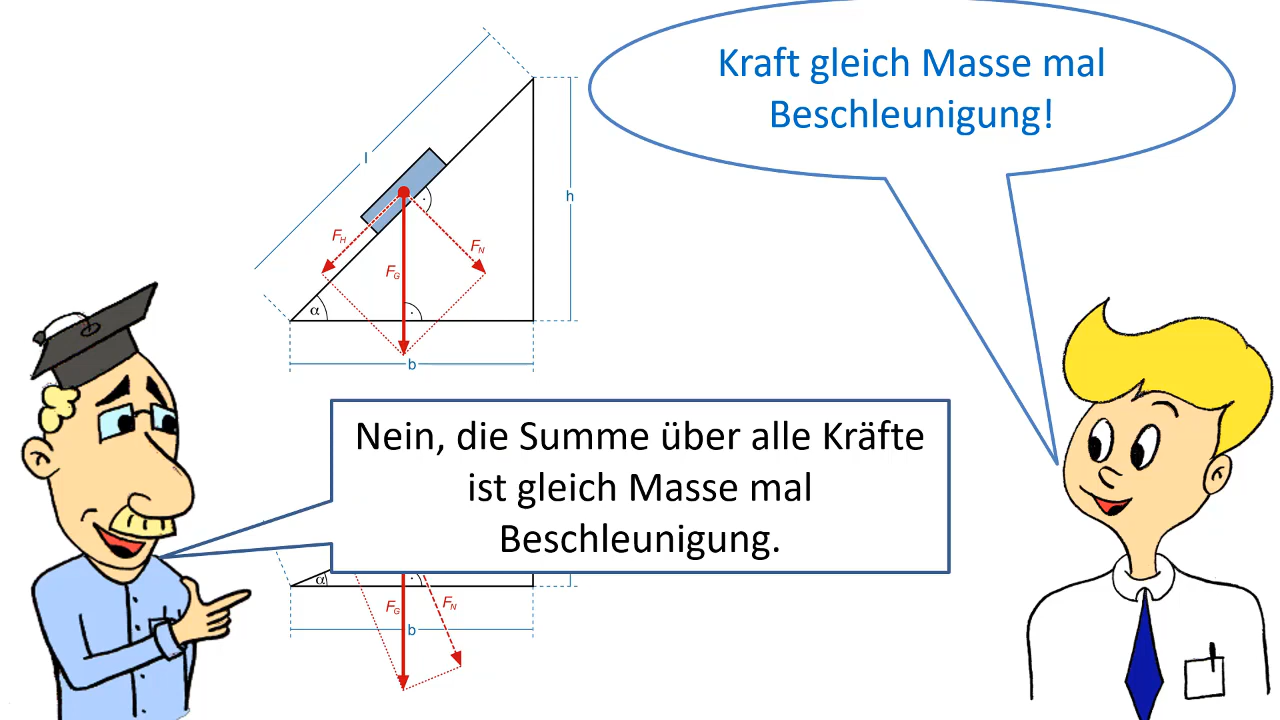 Kraft gleich Masse mal
Beschleunigung!
l
h
F_H
F_N
F_G
α
b
Nein, die Summe über alle Kräfte
ist gleich Masse mal
Beschleunigung.
α
F_G
F_N
b